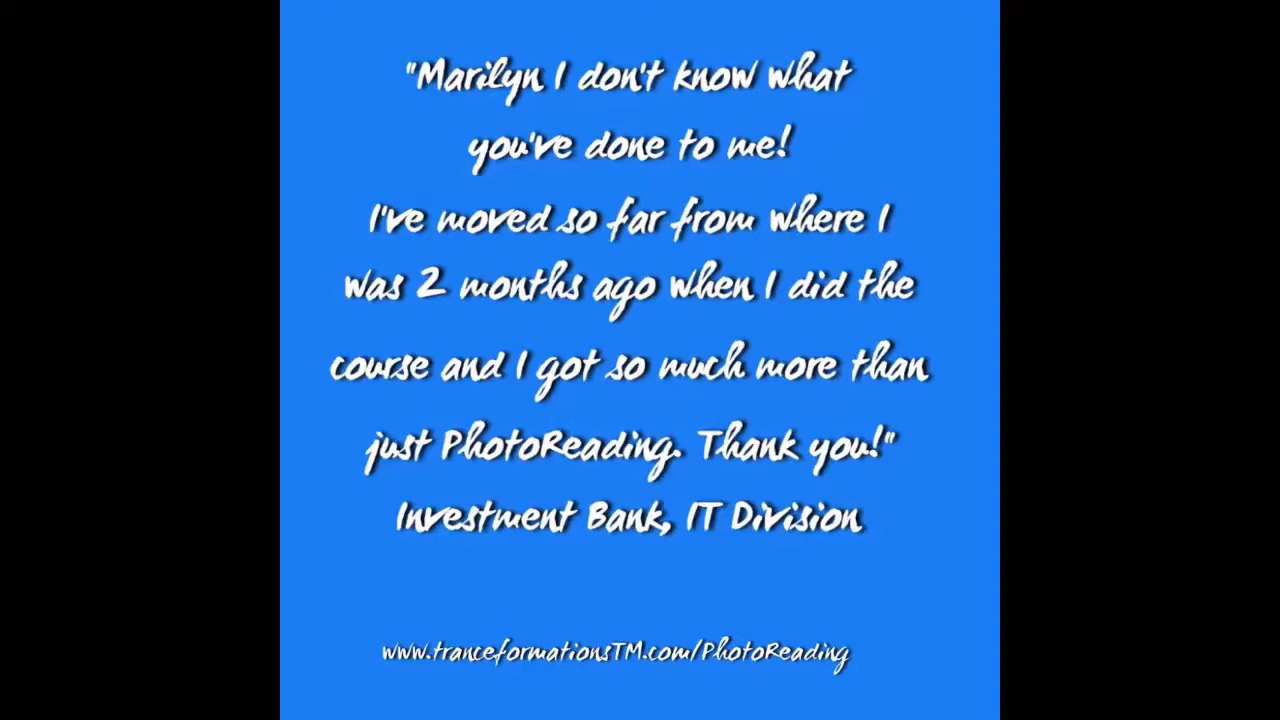 "Marilyn I don't know what
you've done to me!
I've moved so far from where I
was 2 months ago when I did the
course and I got so much more than
just PhotoReading. Thank you!"
Investment Bank, IT Division
www.tranceformationsTM.com/PhotoReading